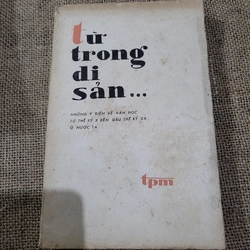 từ
trong
di
sản...
NHỮNG Ý KIẾN VỀ VĂN HỌC
TỪ THẾ KỶ X ĐẾN ĐẦU THẾ KỶ XX
Ở NƯỚC TA
tpm